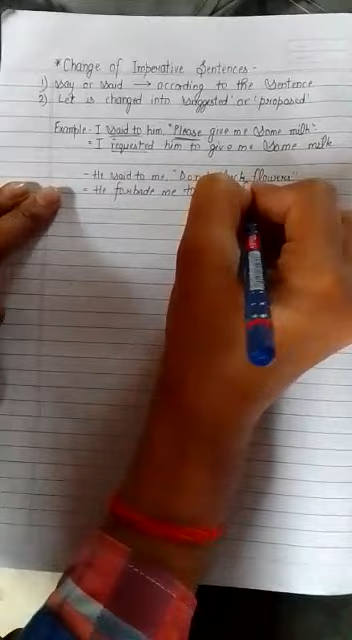 * Change of Imperative Sentences -
1) Say or said → according to the sentence
2) Let is changed into 'suggested' or 'proposed'
Example - I said to him, "Please give me some milk".
= I requested him to give me some milk
- He said to me, "Don't pluck flowers"
= He forbade me to